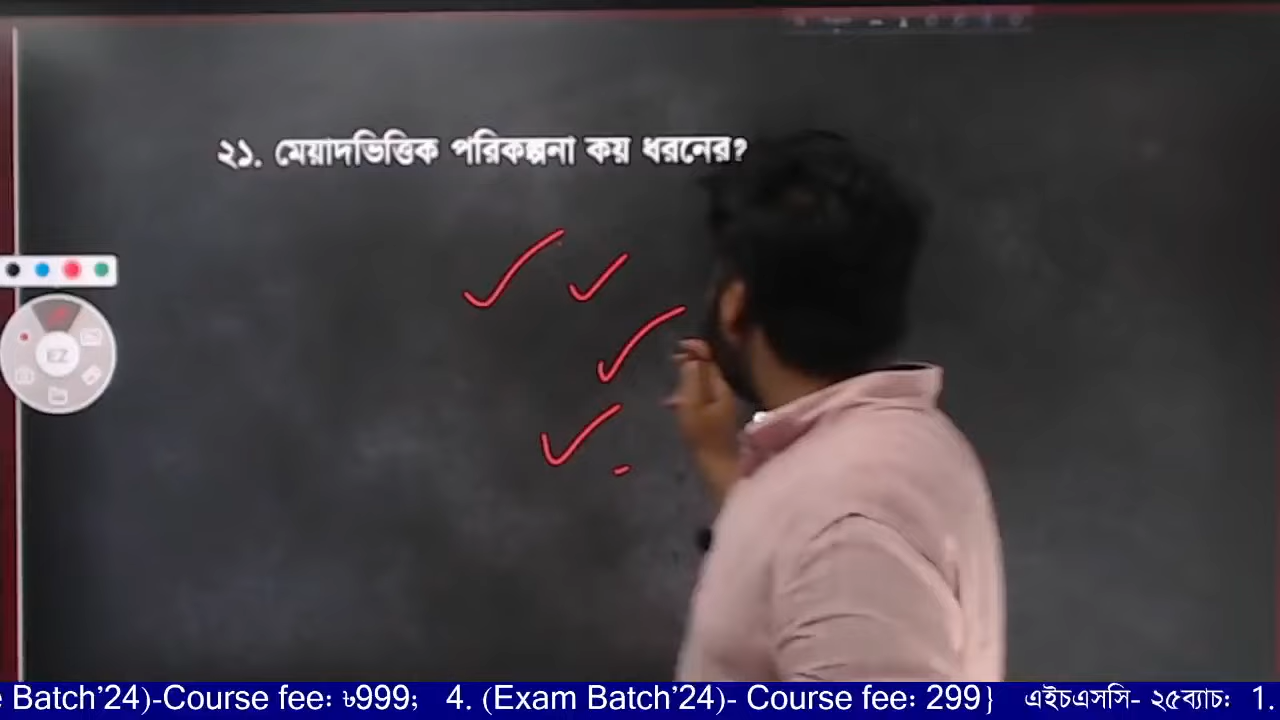 ২১. মেয়াদভিত্তিক পরিকল্পনা কয় ধরনের?
EZ
Batch'24)-Course fee: ৳999; 4. (Exam Batch'24)- Course fee: 299} এইচএসসি- ২৫ব্যাচ: 1.